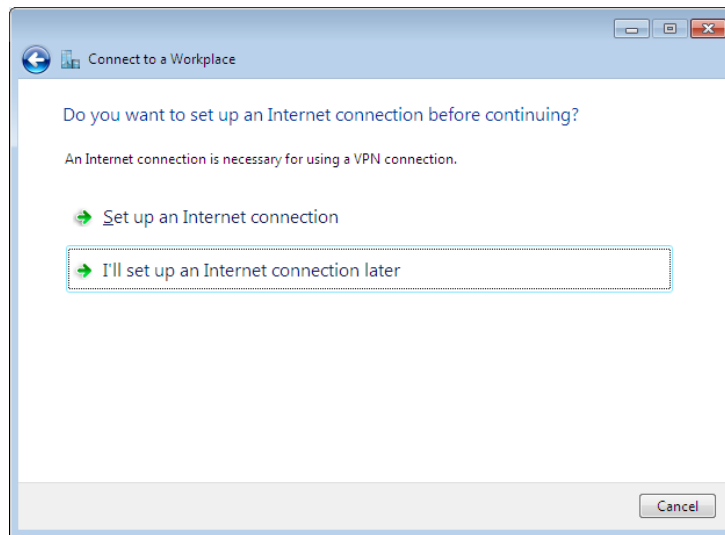 Connect to a Workplace
Do you want to set up an Internet connection before continuing?
An Internet connection is necessary for using a VPN connection.
Set up an Internet connection
I'll set up an Internet connection later
Cancel